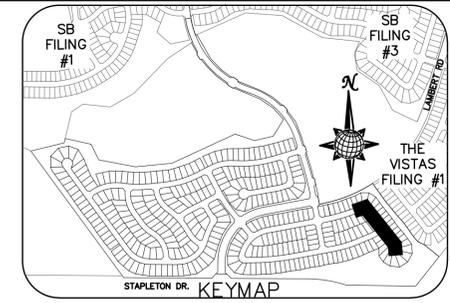 SB
FILING
#1
SB
FILING
#3
LAMBERT RD
N
THE
VISTAS
FILING #1
STAPLETON DR.
KEYMAP